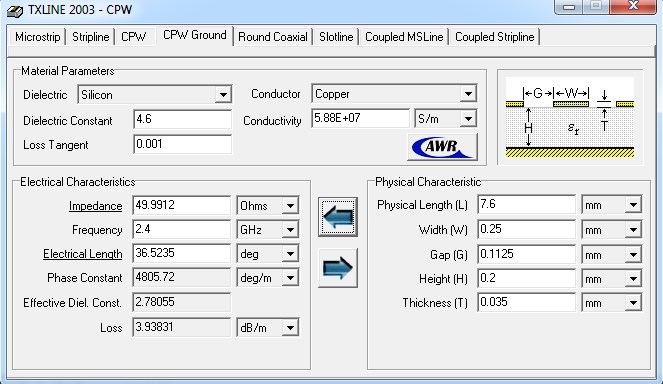 TXLINE 2003 - CPW
Microstrip Stripline CPW CPW Ground Round Coaxial Slotline Coupled MSLine Coupled Stripline
Material Parameters
Dielectric Silicon Conductor Copper
Dielectric Constant 4.6 Conductivity 5.88E+07 S/m
Loss Tangent 0.001 AWR
G W
H εr T
Electrical Characteristics
Impedance 49.9912 Ohms
Frequency 2.4 GHz
Electrical Length 36.5235 deg
Phase Constant 4805.72 deg/m
Effective Diel. Const. 2.78055
Loss 3.93831 dB/m
Physical Characteristic
Physical Length (L) 7.6 mm
Width (W) 0.25 mm
Gap (G) 0.1125 mm
Height (H) 0.2 mm
Thickness (T) 0.035 mm